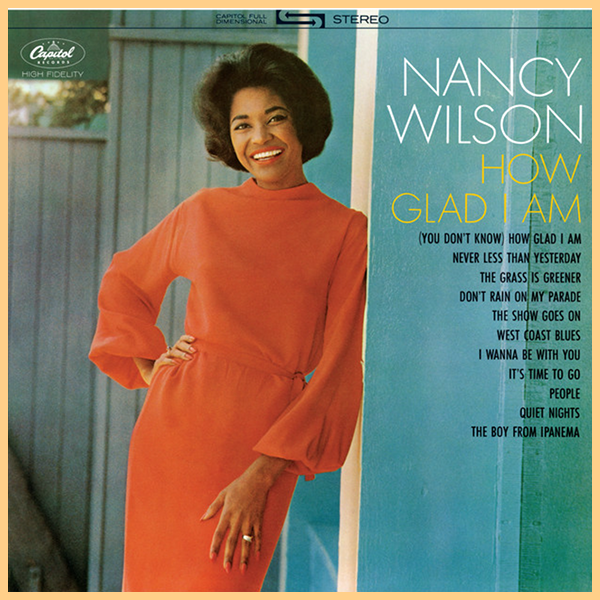 CAPITOL FULL
DIMENSIONAL
STEREO
Capitol
RECORDS
HIGH FIDELITY
NANCY
WILSON
HOW
GLAD I AM
(YOU DON'T KNOW) HOW GLAD I AM
NEVER LESS THAN YESTERDAY
THE GRASS IS GREENER
DON'T RAIN ON MY PARADE
THE SHOW GOES ON
WEST COAST BLUES
I WANNA BE WITH YOU
IT'S TIME TO GO
PEOPLE
QUIET NIGHTS
THE BOY FROM IPANEMA